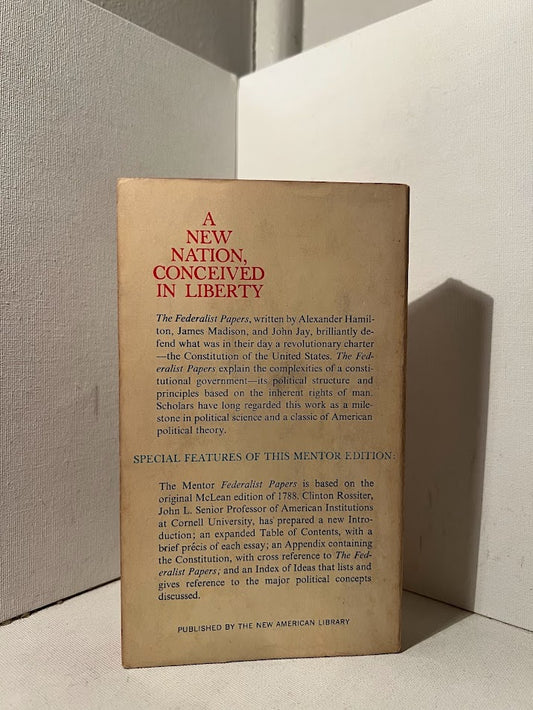 A
NEW
NATION,
CONCEIVED
IN LIBERTY
The Federalist Papers, written by Alexander Hamil-
ton, James Madison, and John Jay, brilliantly de-
fend what was in their day a revolutionary charter
—the Constitution of the United States. The Fed-
eralist Papers explain the complexities of a consti-
tutional government—its political structure and
principles based on the inherent rights of man.
Scholars have long regarded this work as a mile-
stone in political science and a classic of American
political theory.
SPECIAL FEATURES OF THIS MENTOR EDITION:
The Mentor Federalist Papers is based on the
original McLean edition of 1788. Clinton Rossiter,
John L. Senior Professor of American Institutions
at Cornell University, has prepared a new Intro-
duction; an expanded Table of Contents, with a
brief précis of each essay; an Appendix containing
the Constitution, with cross reference to The Fed-
eralist Papers; and an Index of Ideas that lists and
gives reference to the major political concepts
discussed.
PUBLISHED BY THE NEW AMERICAN LIBRARY